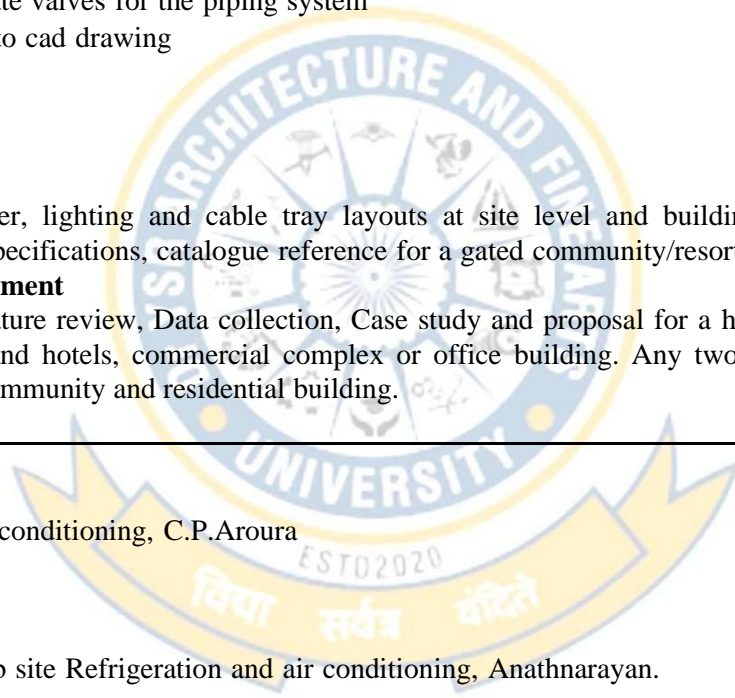 te valves for the piping system
to cad drawing
er, lighting and cable tray layouts at site level and buildin
pecifications, catalogue reference for a gated community/resor
ment
ture review, Data collection, Case study and proposal for a h
nd hotels, commercial complex or office building. Any two
mmunity and residential building.
conditioning, C.P.Aroura
site Refrigeration and air conditioning, Anathnarayan.
ARCHITECTURE AND FINE ARTS
UNIVERSITY
ESTD2020
विद्या सर्वत्र वंदिते